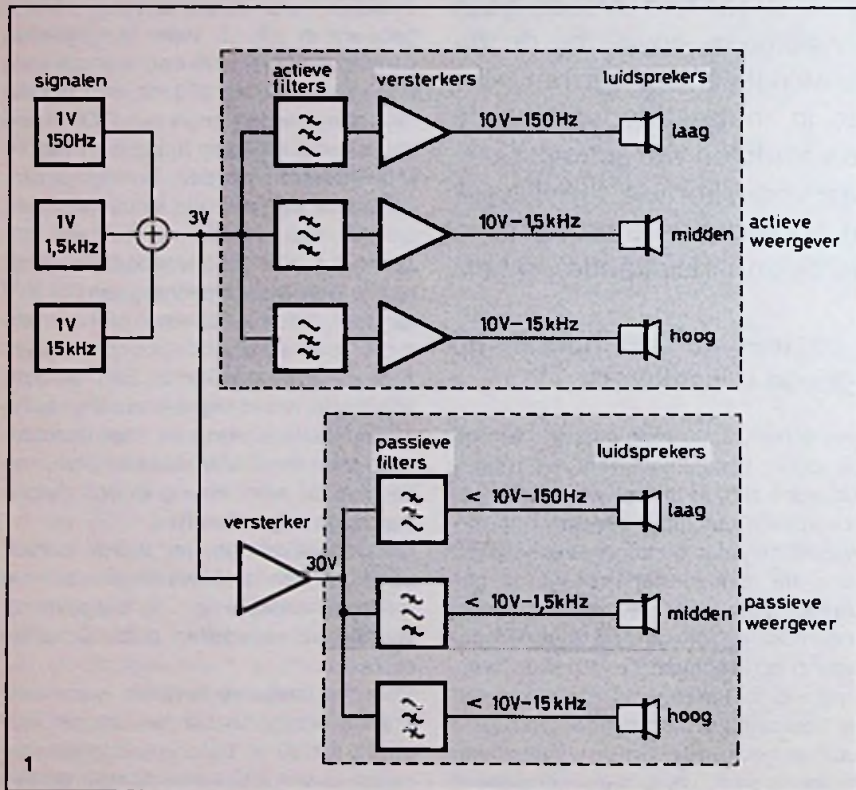 signalen
1V
150Hz
1V
1,5kHz
1V
15kHz
3V
actieve
filters
versterkers
luidsprekers
10V-150Hz
laag
10V-1,5kHz
midden
actieve
weergever
10V-15kHz
hoog
versterker
30V
passieve
filters
luidsprekers
< 10V-150Hz
laag
< 10V-1,5kHz
midden
passieve
weergever
< 10V-15kHz
hoog
1